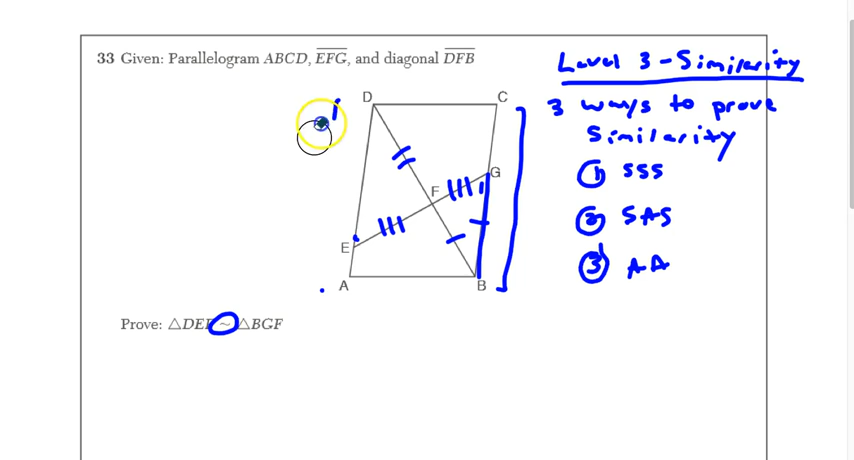 33 Given: Parallelogram ABCD, EFG, and diagonal DFB
Level 3 - Similarity
3 ways to prove
Similarity
① SSS
② SAS
③ AA
D
C
G
F
E
A
B
Prove: △DEF ~ △BGF